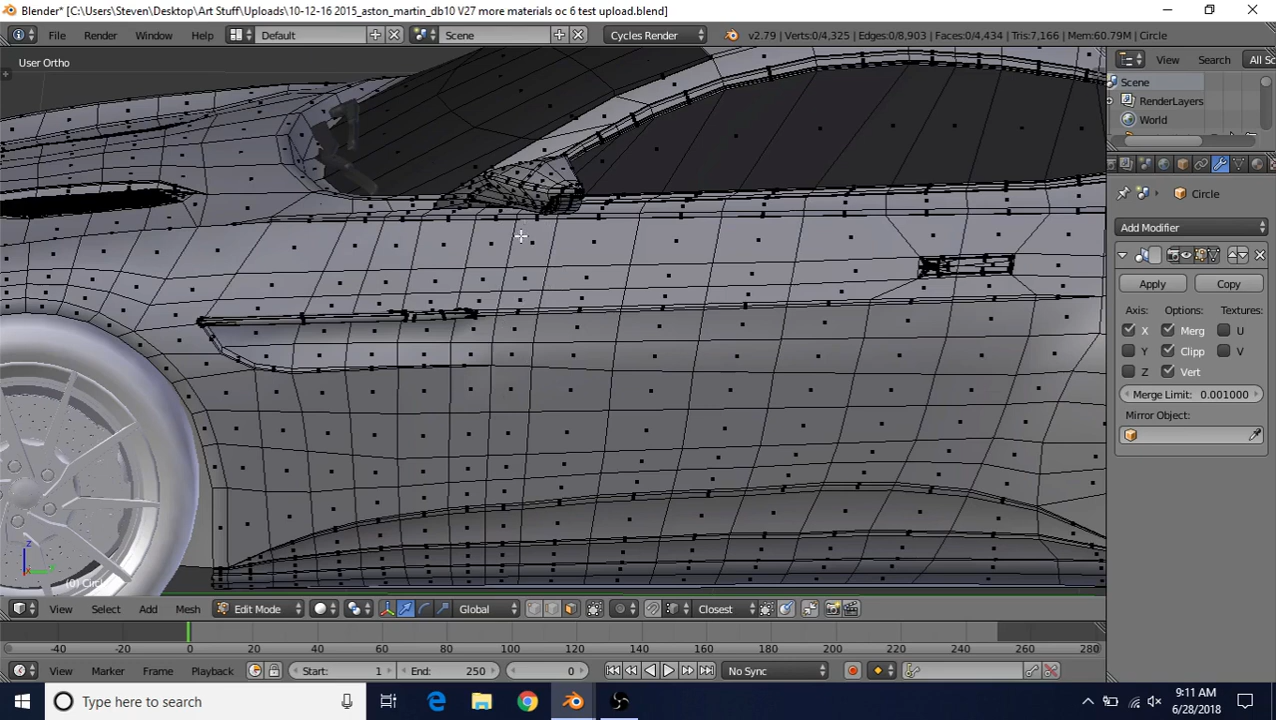 Blender* [C:\Users\Steven\Desktop\Art Stuff\Uploads\10-12-16 2015_aston_martin_db10 V27 more materials oc 6 test upload.blend]
File Render Window Help Default Scene Cycles Render v2.79 | Verts:0/4,325 | Edges:0/8,903 | Faces:0/4,434 | Tris:7,166 | Mem:60.79M | Circle
User Ortho
View Search All Sc
Scene
RenderLayers
World
Circle
Add Modifier
Apply Copy
Axis: Options: Textures:
X Merg U
Y Clipp V
Z Vert
Merge Limit: 0.001000
Mirror Object:
z
(0) Circ
View Select Add Mesh Edit Mode Global Closest
-40 -20 0 20 40 60 80 100 120 140 160 180 200 220 240 260 280
View Marker Frame Playback Start: 1 End: 250 0 No Sync
Type here to search
9:11 AM
6/28/2018